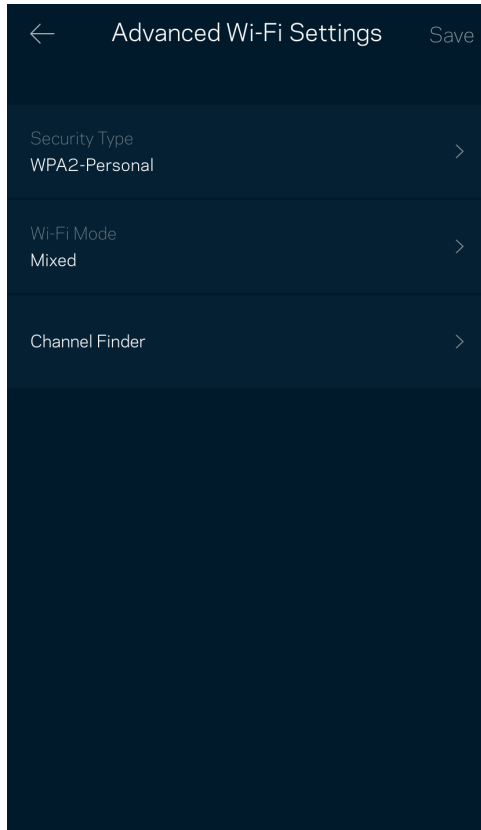 Advanced Wi-Fi Settings Save
Security Type
WPA2-Personal
Wi-Fi Mode
Mixed
Channel Finder